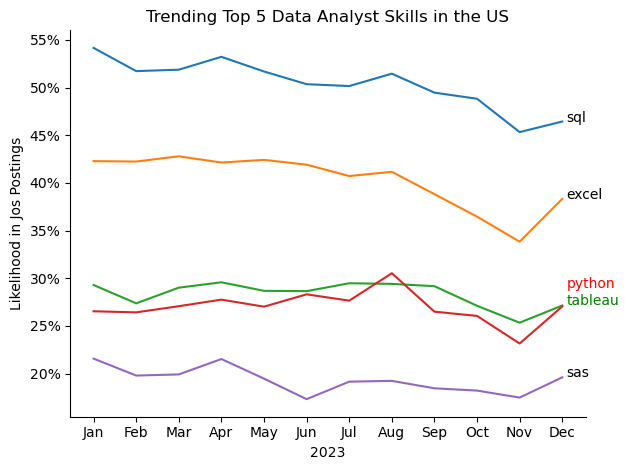 Trending Top 5 Data Analyst Skills in the US
Likelihood in Jos Postings
55%
50%
45%
40%
35%
30%
25%
20%
sql
excel
python
tableau
sas
Jan Feb Mar Apr May Jun Jul Aug Sep Oct Nov Dec
2023